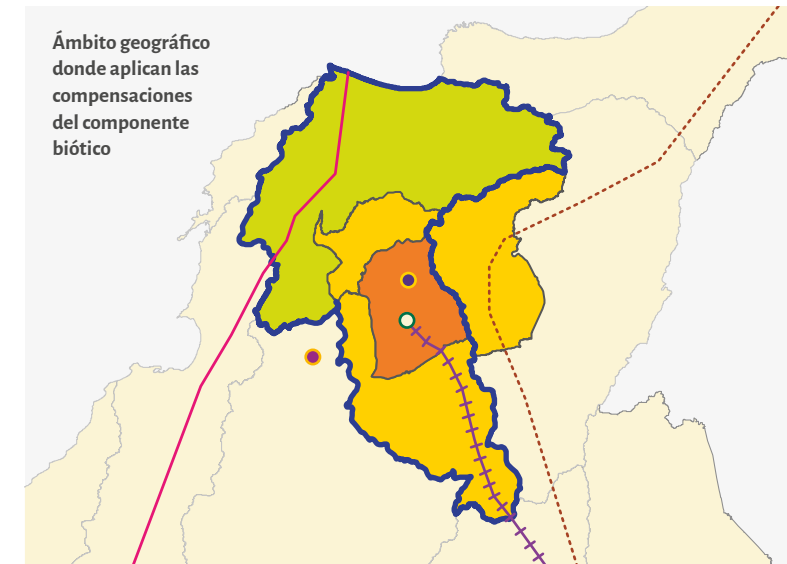 Ámbito geográfico
donde aplican las
compensaciones
del componente
biótico